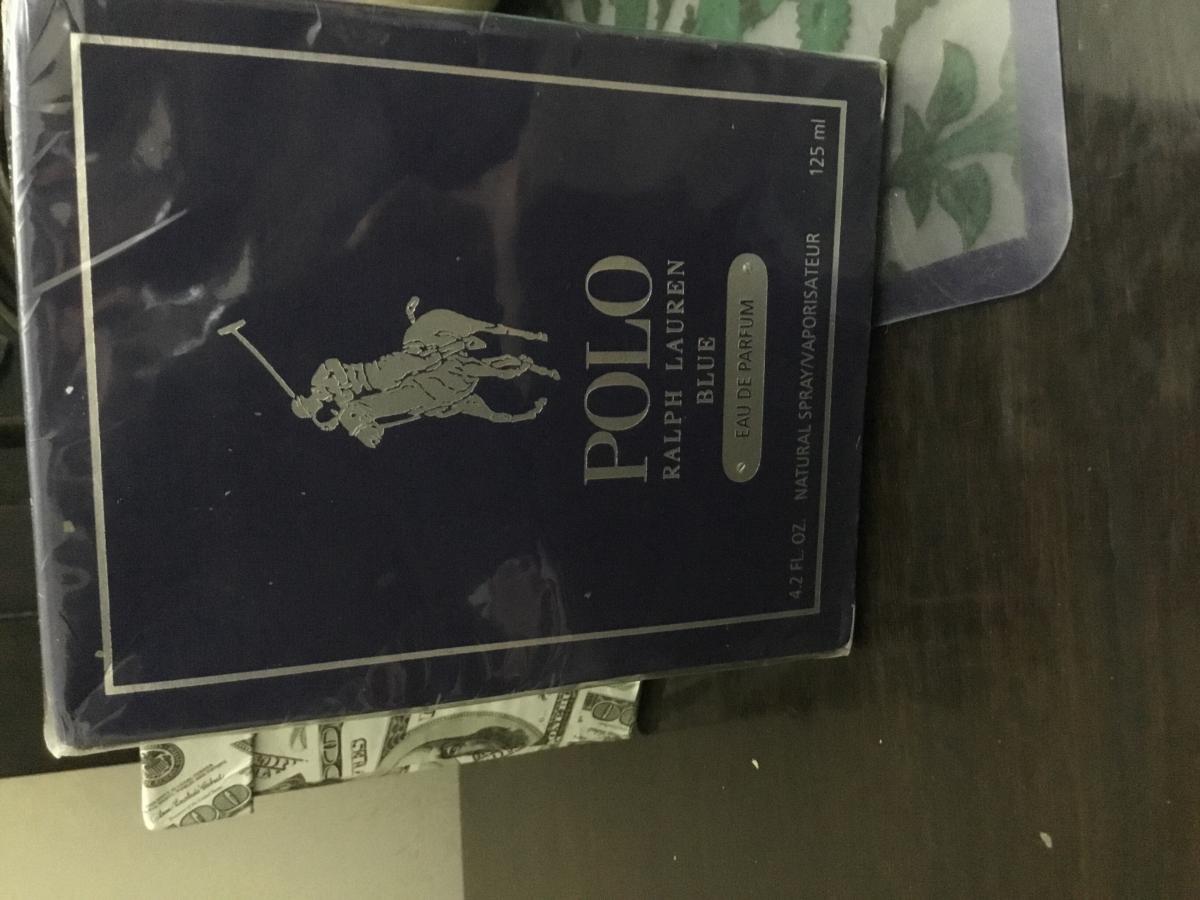 POLO
RALPH LAUREN
BLUE
EAU DE PARFUM
4.2 FL. OZ. NATURAL SPRAY/VAPORISATEUR 125 ml